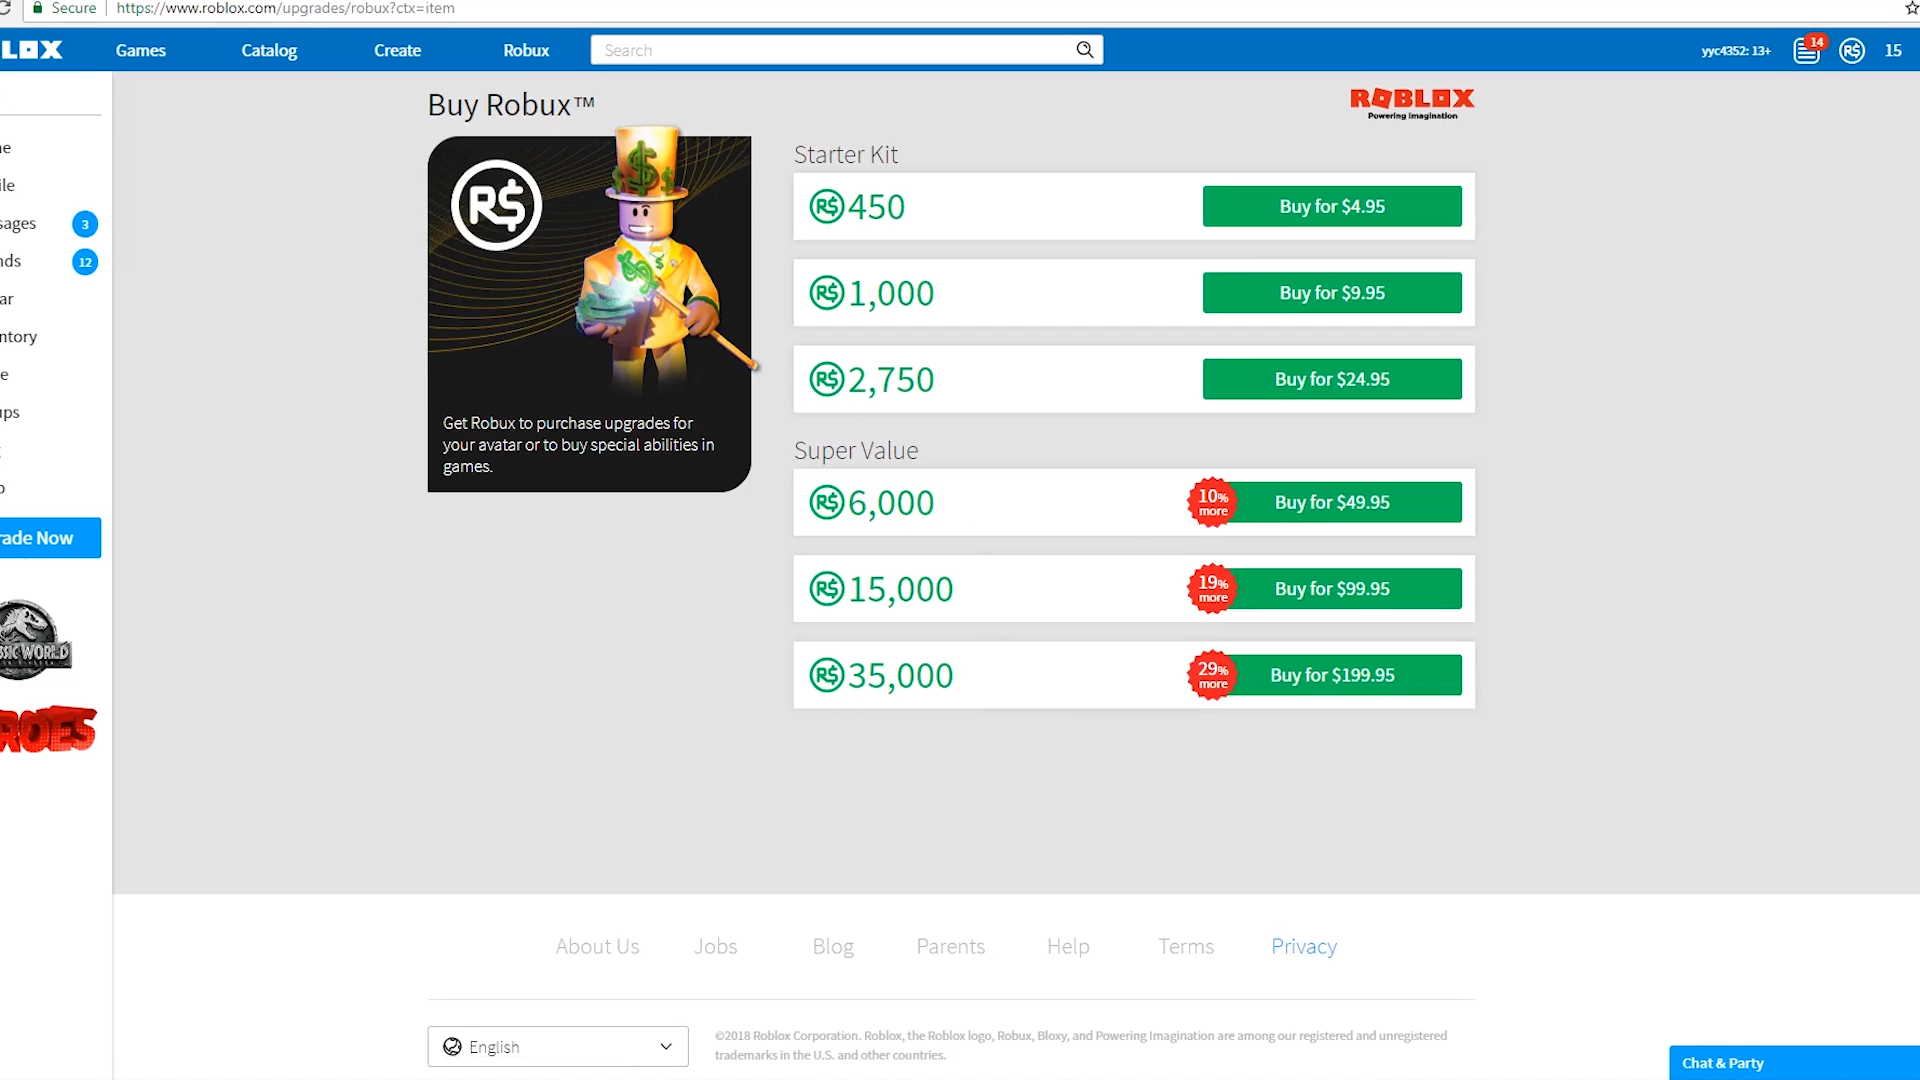 Secure https://www.roblox.com/upgrades/robux?ctx=item
LOX Games Catalog Create Robux Search yyc4352: 13+ 14 R$ 15
Buy Robux™
ROBLOX
Powering Imagination
R$
Get Robux to purchase upgrades for
your avatar or to buy special abilities in
games.
Starter Kit
R$ 450 Buy for $4.95
R$ 1,000 Buy for $9.95
R$ 2,750 Buy for $24.95
Super Value
R$ 6,000 10% more Buy for $49.95
R$ 15,000 19% more Buy for $99.95
R$ 35,000 29% more Buy for $199.95
ne
ile
sages 3
nds 12
ar
ntory
e
ups
rade Now
SSIC WORLD
ROES
About Us Jobs Blog Parents Help Terms Privacy
English
©2018 Roblox Corporation. Roblox, the Roblox logo, Robux, Bloxy, and Powering Imagination are among our registered and unregistered
trademarks in the U.S. and other countries.
Chat & Party